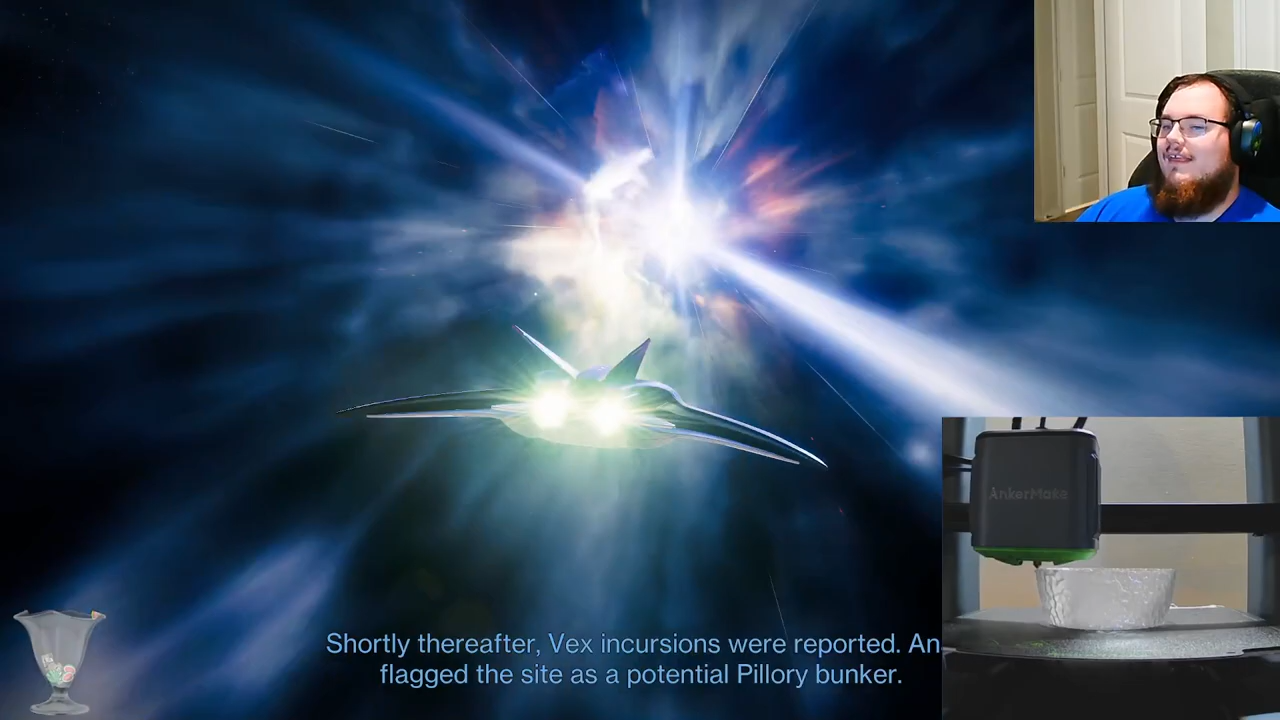 AnkerMake
Shortly thereafter, Vex incursions were reported. An
flagged the site as a potential Pillory bunker.